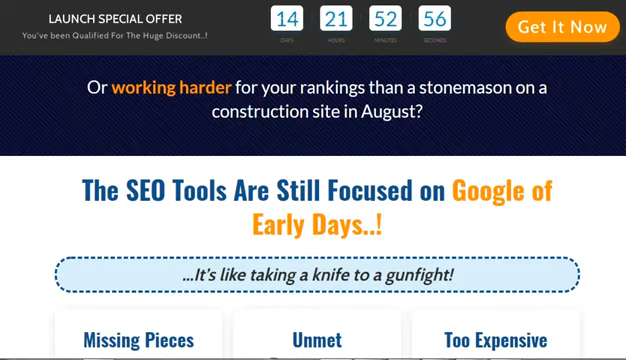 LAUNCH SPECIAL OFFER
You've been Qualified For The Huge Discount..!
14 : 21 : 52 : 56
DAYS HOURS MINUTES SECONDS
Get It Now
Or working harder for your rankings than a stonemason on a
construction site in August?
The SEO Tools Are Still Focused on Google of
Early Days..!
...It's like taking a knife to a gunfight!
Missing Pieces
Unmet
Too Expensive